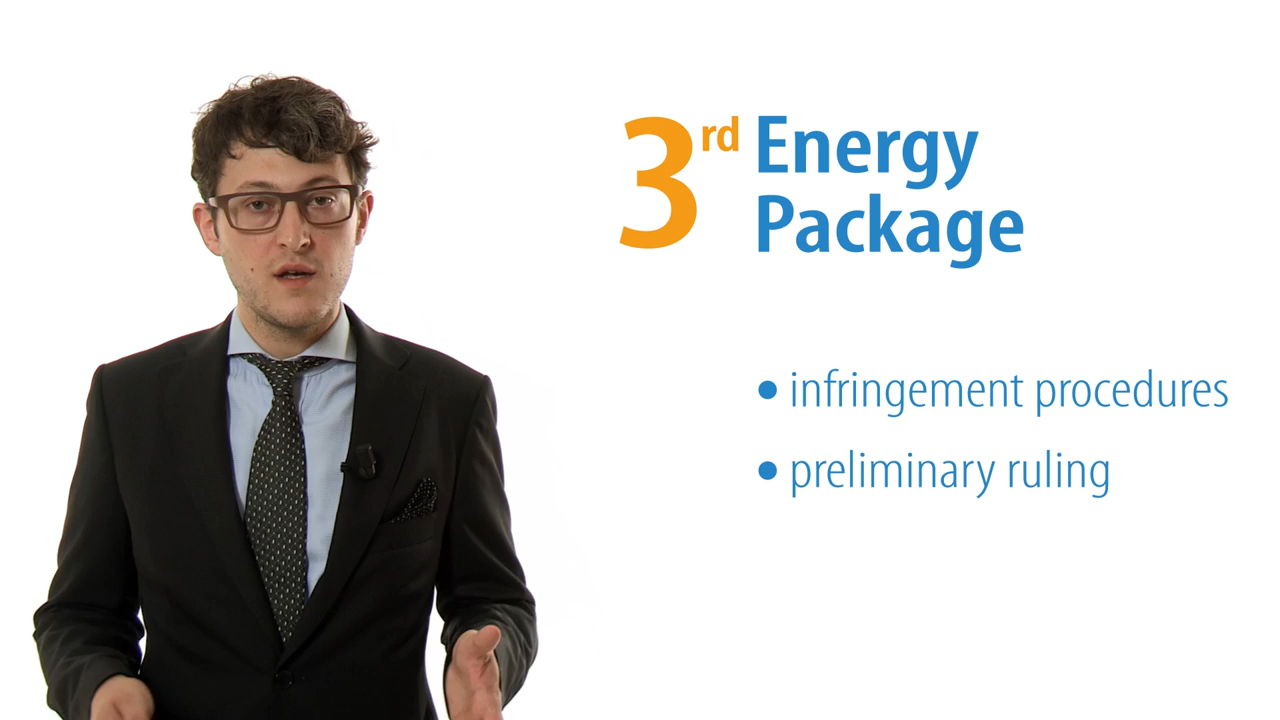 3rd Energy
Package
• infringement procedures
• preliminary ruling